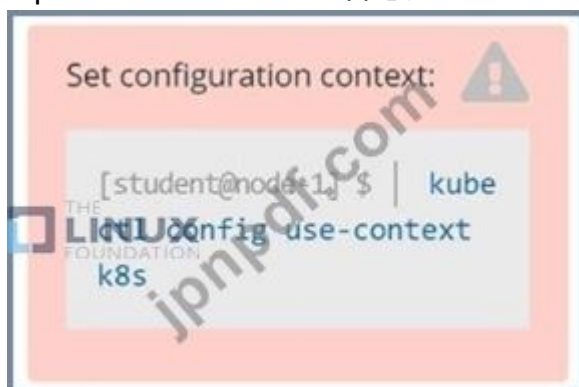 Set configuration context:
[student@node-1] $ | kube
ctl config use-context
k8s
THE
LINUX
FOUNDATION
jpnpdf.com